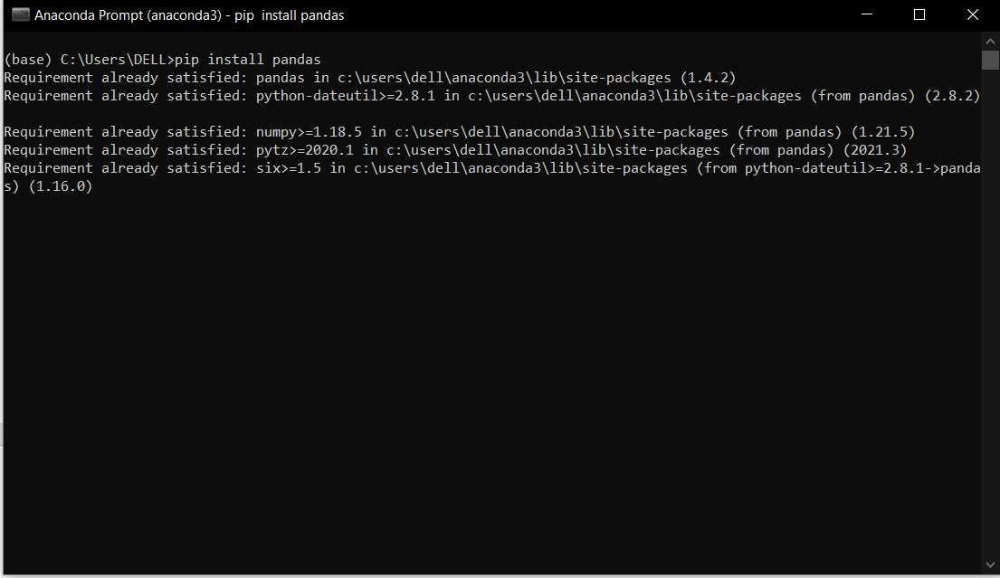 Anaconda Prompt (anaconda3) - pip  install pandas
(base) C:\Users\DELL>pip install pandas
Requirement already satisfied: pandas in c:\users\dell\anaconda3\lib\site-packages (1.4.2)
Requirement already satisfied: python-dateutil>=2.8.1 in c:\users\dell\anaconda3\lib\site-packages (from pandas) (2.8.2)
Requirement already satisfied: numpy>=1.18.5 in c:\users\dell\anaconda3\lib\site-packages (from pandas) (1.21.5)
Requirement already satisfied: pytz>=2020.1 in c:\users\dell\anaconda3\lib\site-packages (from pandas) (2021.3)
Requirement already satisfied: six>=1.5 in c:\users\dell\anaconda3\lib\site-packages (from python-dateutil>=2.8.1->panda
s) (1.16.0)